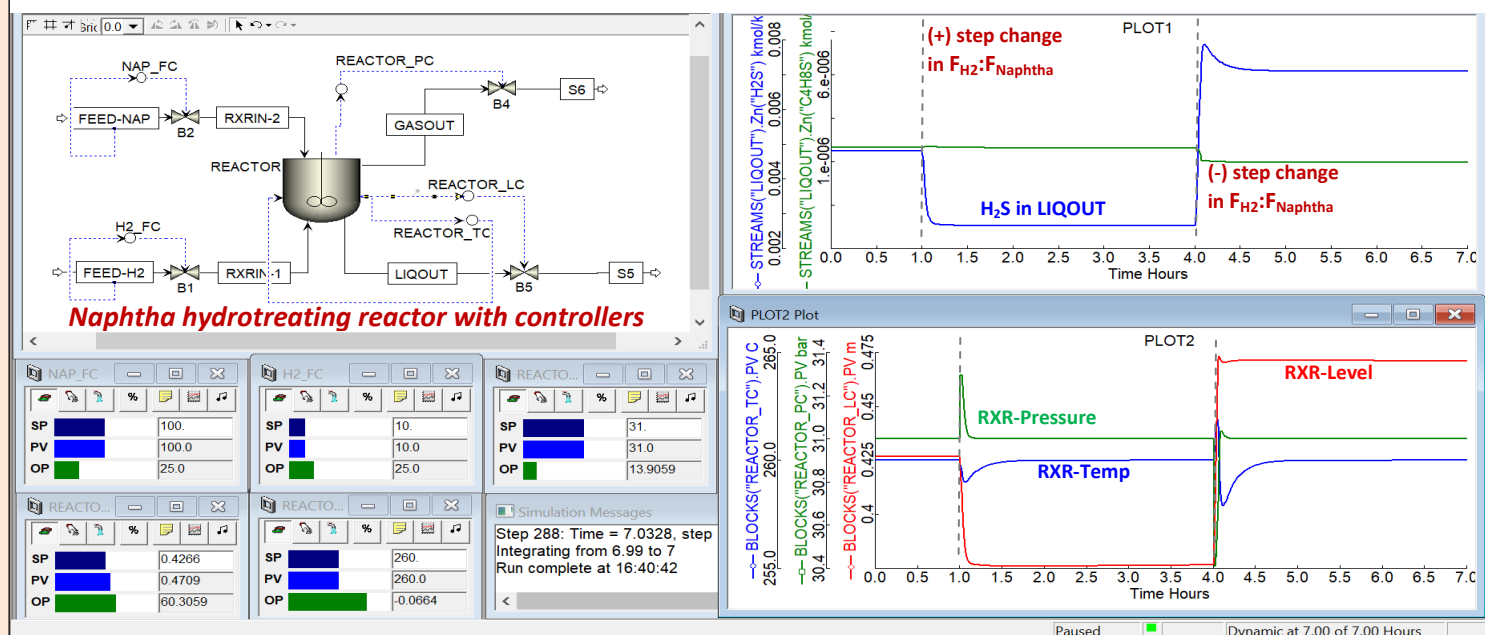 Grid 0.0
NAP_FC
FEED-NAP
B2
RXRIN-2
REACTOR_PC
B4
S6
GASOUT
REACTOR
REACTOR_LC
REACTOR_TC
H2_FC
FEED-H2
B1
RXRIN-1
LIQOUT
B5
S5
Naphtha hydrotreating reactor with controllers
PLOT1
STREAMS("LIQOUT").Zn("H2S") kmol/k
0.002 0.004 0.006 0.008
STREAMS("LIQOUT").Zn("C4H8S") kmol/
1.e-006 6.e-006
(+) step change
in F_H2:F_Naphtha
(-) step change
in F_H2:F_Naphtha
H₂S in LIQOUT
0.0 0.5 1.0 1.5 2.0 2.5 3.0 3.5 4.0 4.5 5.0 5.5 6.0 6.5 7.0
Time Hours
PLOT2 Plot
PLOT2
BLOCKS("REACTOR_TC").PV C
255.0 260.0 265.0
BLOCKS("REACTOR_PC").PV bar
30.4 30.6 30.8 31.0 31.2 31.4
BLOCKS("REACTOR_LC").PV m
0.4 0.425 0.45 0.475
RXR-Level
RXR-Pressure
RXR-Temp
0.0 0.5 1.0 1.5 2.0 2.5 3.0 3.5 4.0 4.5 5.0 5.5 6.0 6.5 7.0
Time Hours
NAP_FC
%
SP 100.
PV 100.0
OP 25.0
H2_FC
%
SP 10.
PV 10.0
OP 25.0
REACTO...
%
SP 31.
PV 31.0
OP 13.9059
REACTO...
%
SP 0.4266
PV 0.4709
OP 60.3059
REACTO...
%
SP 260.
PV 260.0
OP -0.0664
Simulation Messages
Step 288: Time = 7.0328, step
Integrating from 6.99 to 7
Run complete at 16:40:42
Paused
Dynamic at 7.00 of 7.00 Hours